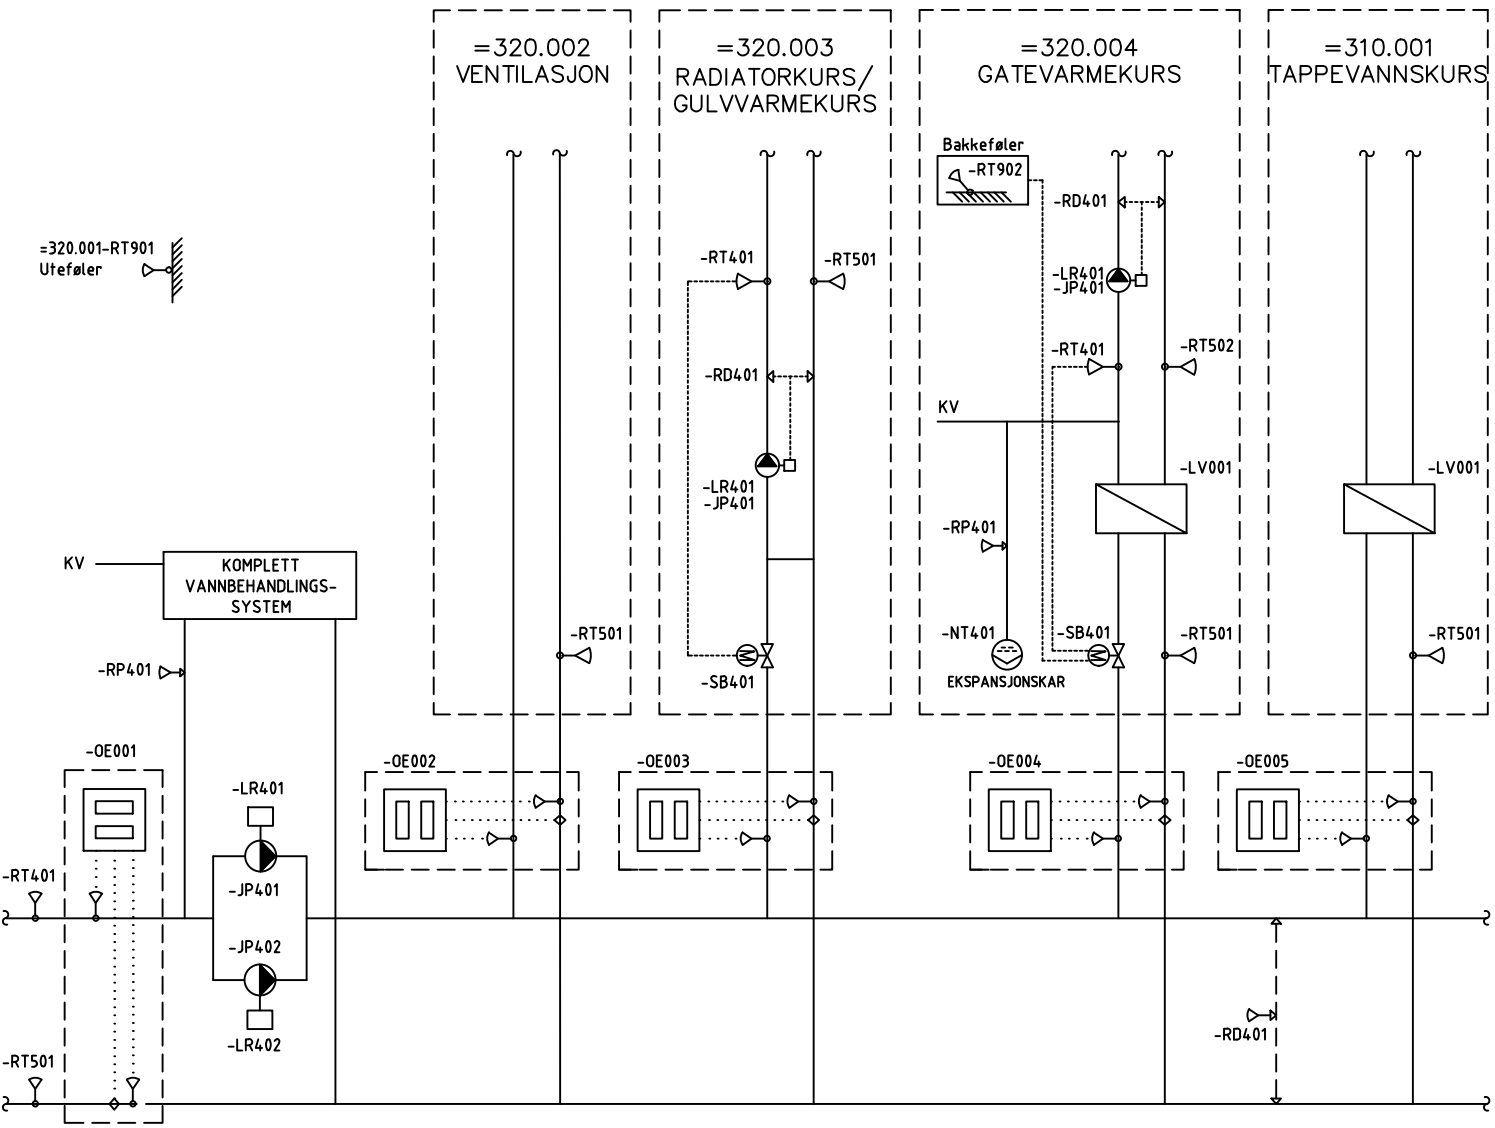 =320.002
VENTILASJON
=320.003
RADIATORKURS/
GULVVARMEKURS
=320.004
GATEVARMEKURS
=310.001
TAPPEVANNSKURS
Bakkeføler
-RT902
-RD401
=320.001-RT901
Uteføler
-RT401
-RT501
-LR401
-JP401
-RT401
-RT502
-RD401
KV
-LV001
-LV001
-LR401
-JP401
-RP401
KV
KOMPLETT
VANNBEHANDLINGS-
SYSTEM
-RT501
-NT401
-SB401
-RT501
-RT501
-RP401
-SB401
EKSPANSJONSKAR
-OE001
-OE002
-OE003
-OE004
-OE005
-LR401
-RT401
-JP401
-JP402
-RD401
-LR402
-RT501